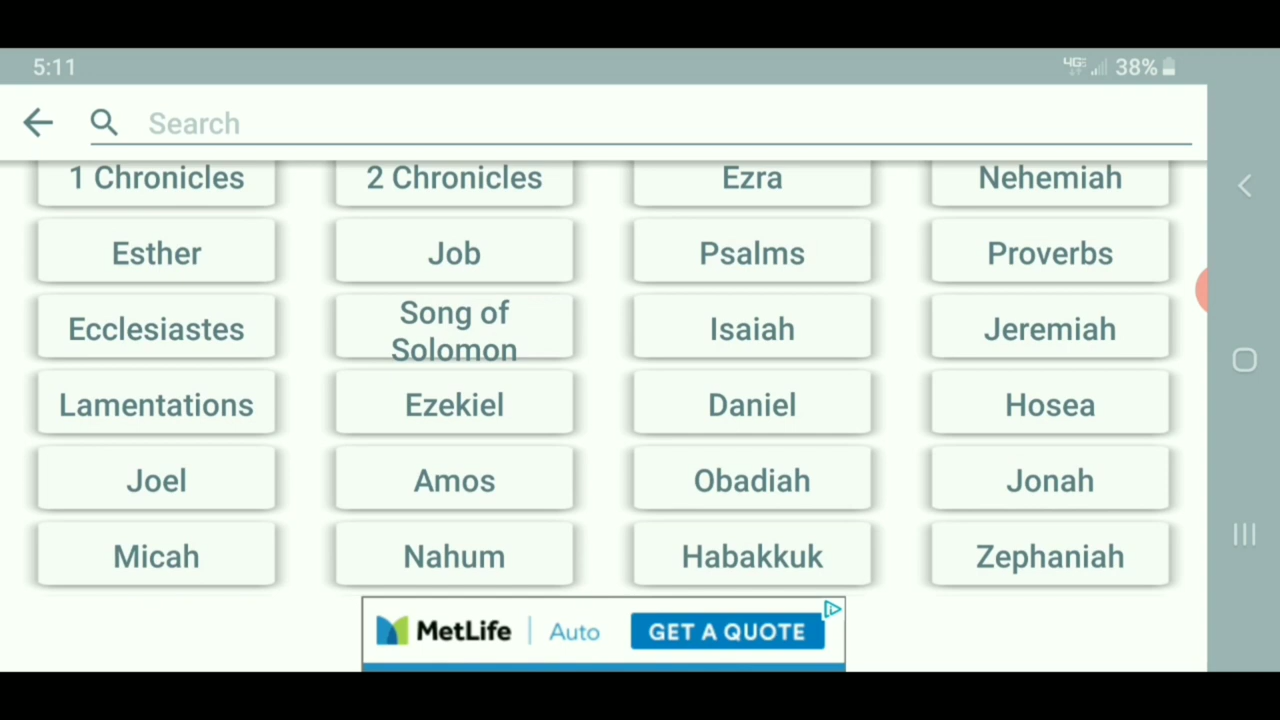 5:11
4G 38%
Search
1 Chronicles 2 Chronicles Ezra Nehemiah
Esther Job Psalms Proverbs
Ecclesiastes Song of Solomon Isaiah Jeremiah
Lamentations Ezekiel Daniel Hosea
Joel Amos Obadiah Jonah
Micah Nahum Habakkuk Zephaniah
MetLife Auto GET A QUOTE